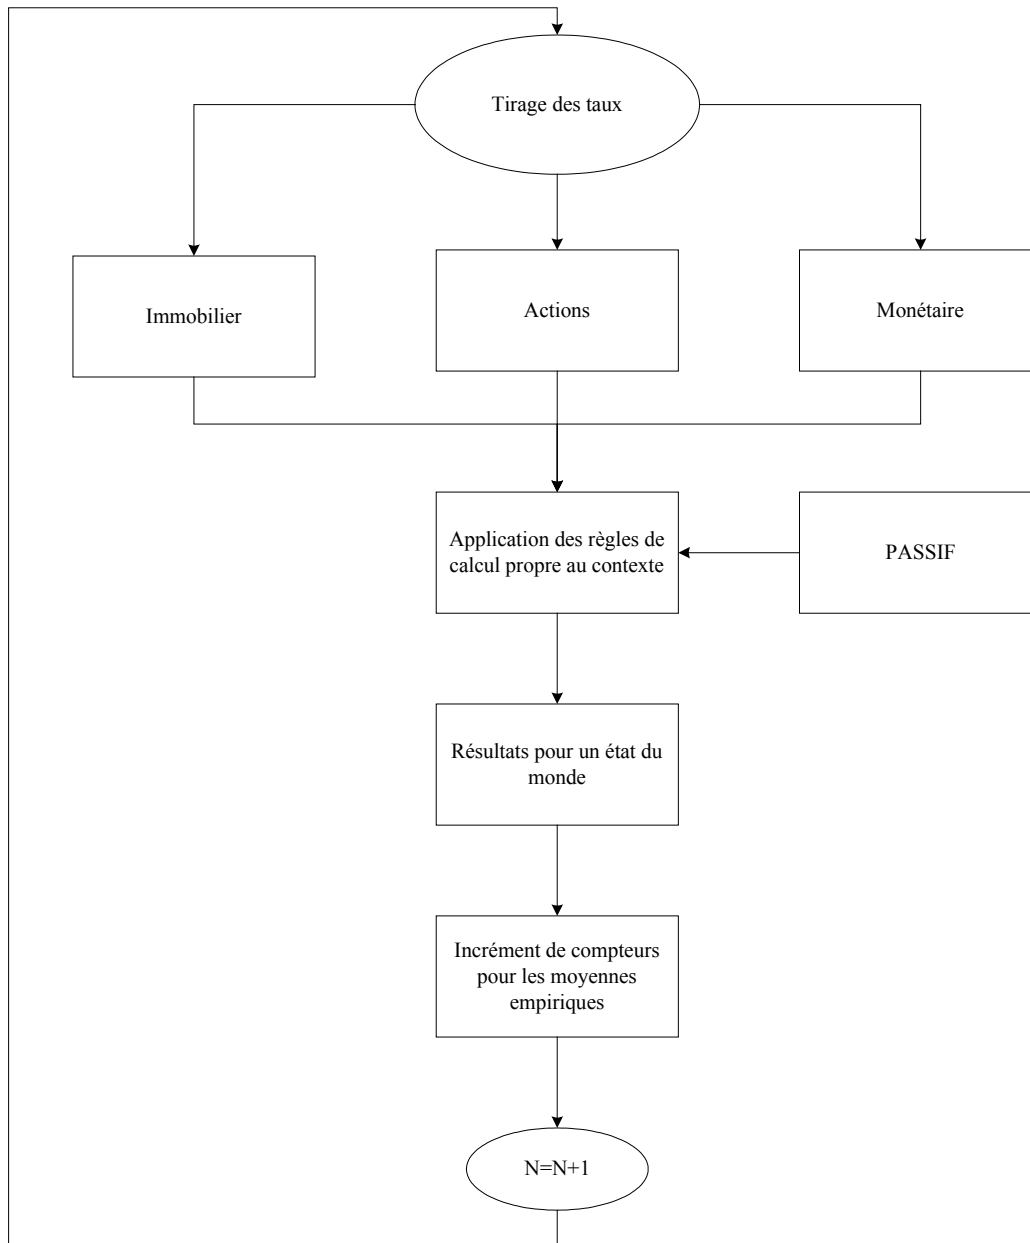 Tirage des taux
Immobilier
Actions
Monétaire
Application des règles de
calcul propre au contexte
PASSIF
Résultats pour un état du
monde
Incrément de compteurs
pour les moyennes
empiriques
N=N+1